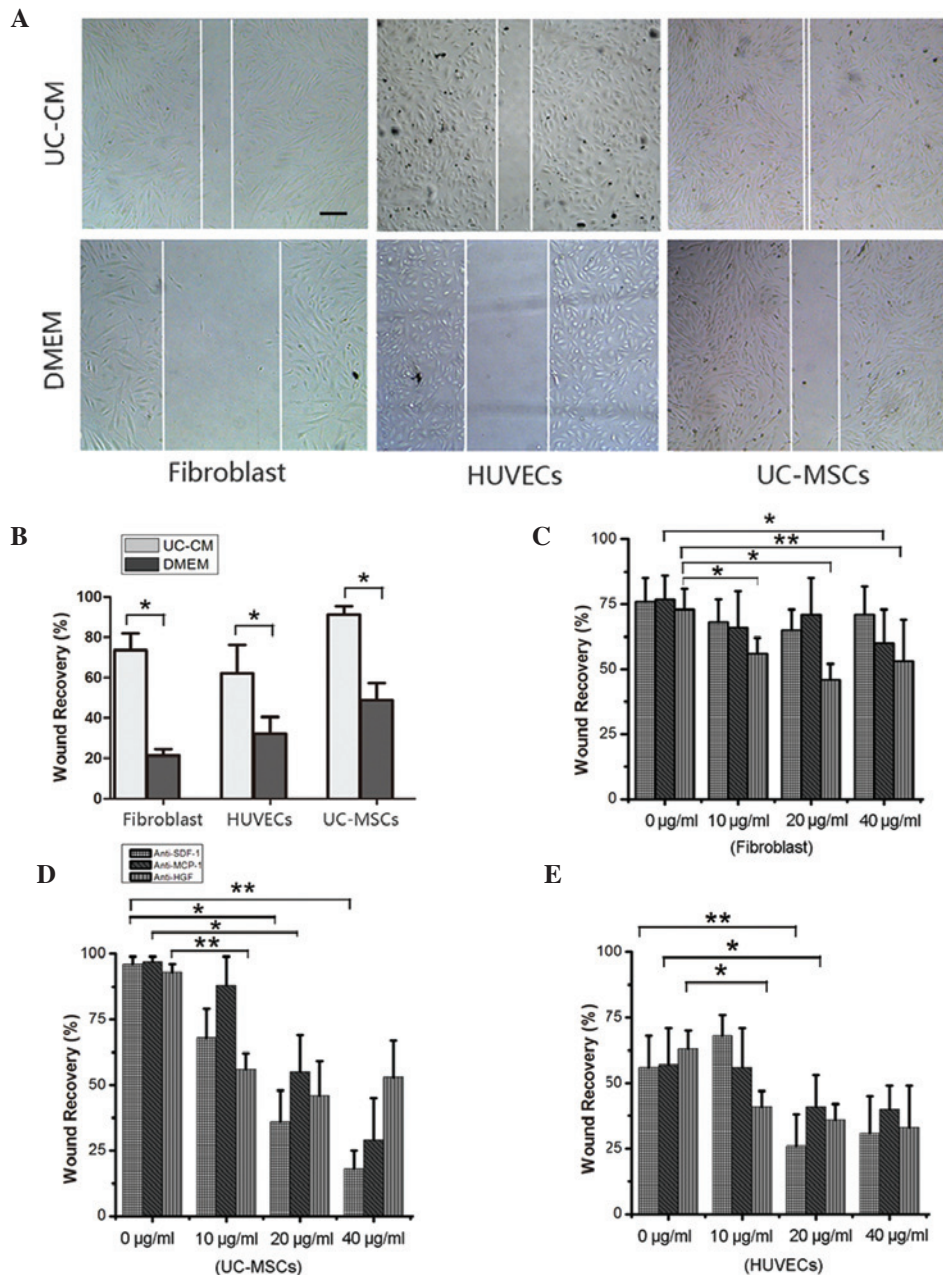 A
UC-CM
DMEM
Fibroblast
HUVECs
UC-MSCs
B
UC-CM
DMEM
*
*
*
Wound Recovery (%)
100
80
60
40
20
0
Fibroblast
HUVECs
UC-MSCs
C
*
**
*
*
Wound Recovery (%)
100
75
50
25
0
0 µg/ml
10 µg/ml
20 µg/ml
40 µg/ml
(Fibroblast)
D
Anti-SDF-1
Anti-MCP-1
Anti-HGF
**
*
*
**
Wound Recovery (%)
100
75
50
25
0
0 µg/ml
10 µg/ml
20 µg/ml
40 µg/ml
(UC-MSCs)
E
**
*
*
Wound Recovery (%)
100
75
50
25
0
0 µg/ml
10 µg/ml
20 µg/ml
40 µg/ml
(HUVECs)